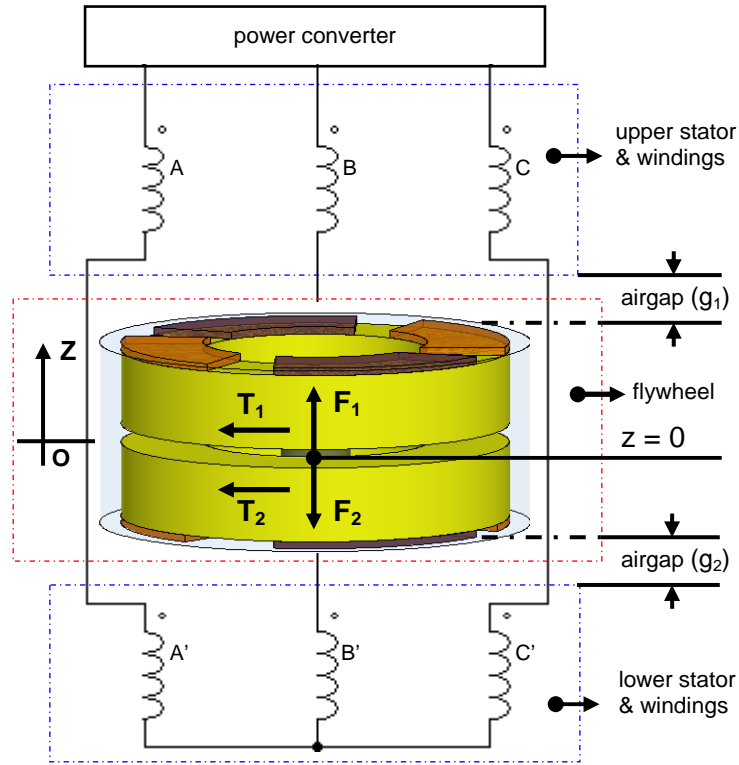 power converter
A
B
C
upper stator
& windings
airgap (g₁)
Z
T₁
F₁
flywheel
O
z = 0
T₂
F₂
airgap (g₂)
A’
B’
C’
lower stator
& windings